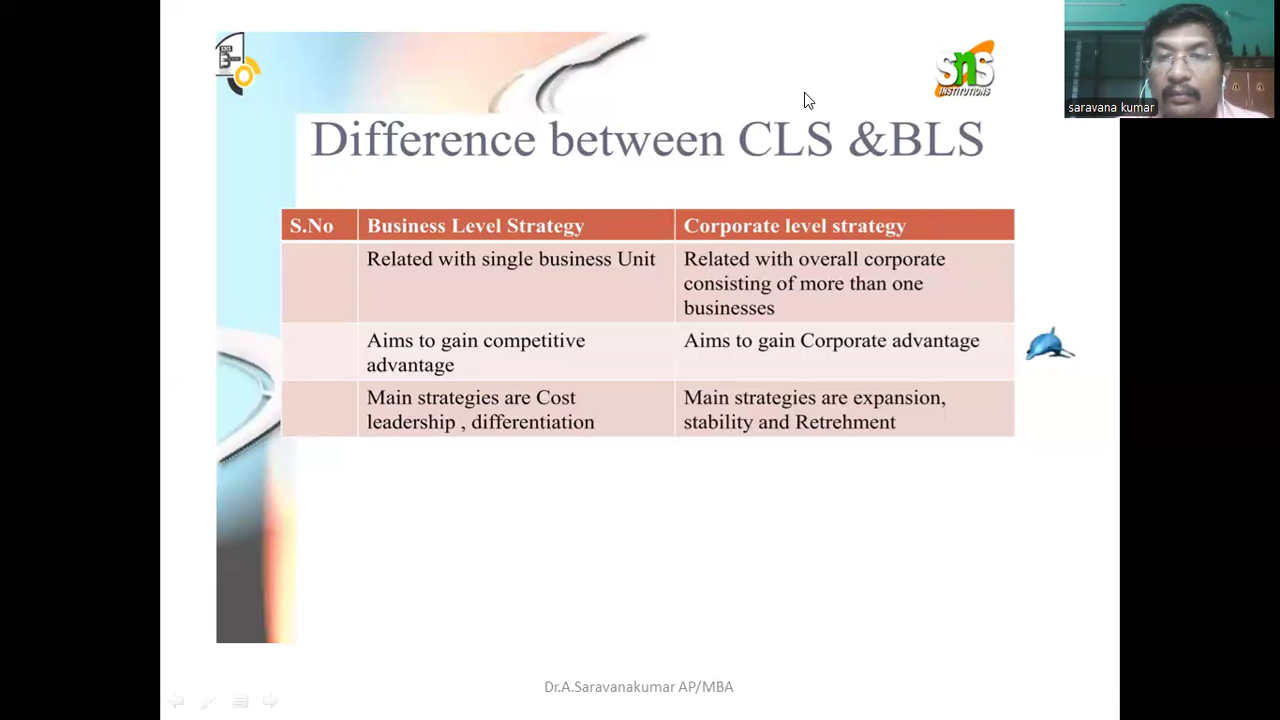 SNS
INSTITUTIONS
saravana kumar
Difference between CLS &BLS
S.No
Business Level Strategy
Corporate level strategy
Related with single business Unit
Related with overall corporate
consisting of more than one
businesses
Aims to gain competitive
advantage
Aims to gain Corporate advantage
Main strategies are Cost
leadership , differentiation
Main strategies are expansion,
stability and Retrehment
Dr.A.Saravanakumar AP/MBA